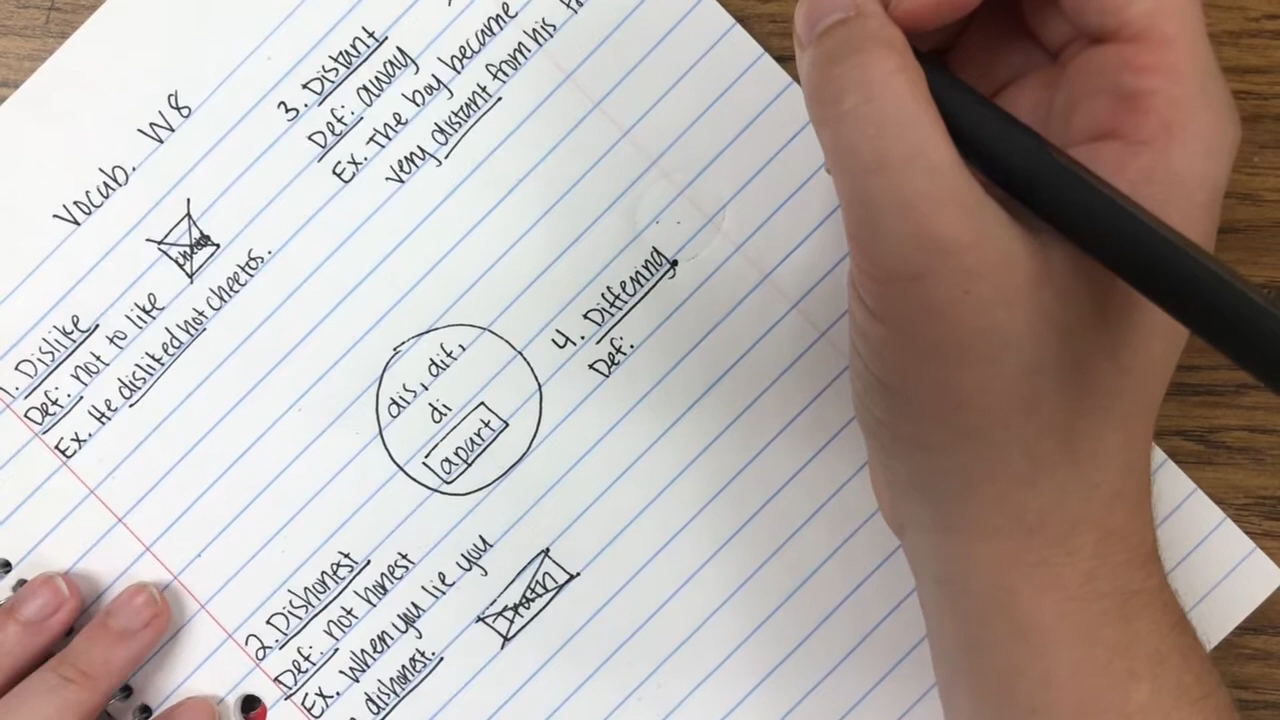 Vocab. W8
1. Dislike
Def: not to like
Ex. He disliked hot cheetos.
3. Distant
Def: away
Ex. The boy became
very distant from his
dis, dif,
di
apart
4. Differing
Def:
2. Dishonest
Def: not honest
Ex. When you lie you
dishonest.
Truth